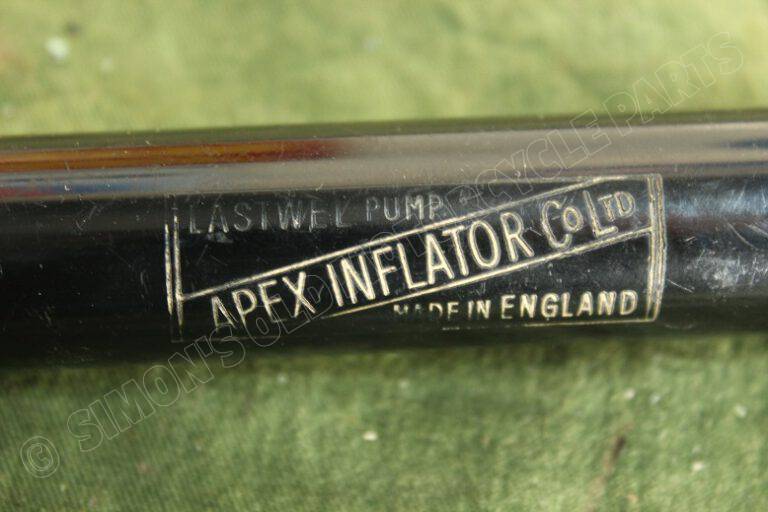 LASTWEL PUMP
APEX INFLATOR CO LTD
MADE IN ENGLAND
© SIMON'S OLD MOTORCYCLE PARTS